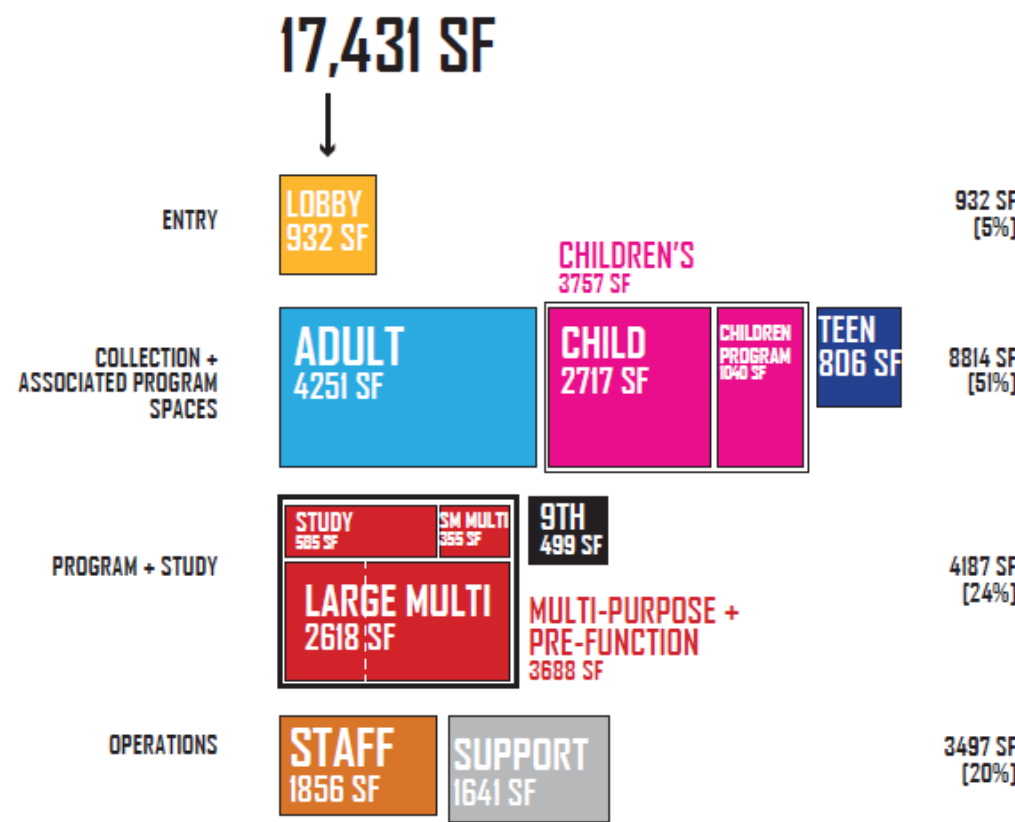 17,431 SF
ENTRY
LOBBY
932 SF
932 SF
[5%]
CHILDREN'S
3757 SF
COLLECTION +
ASSOCIATED PROGRAM
SPACES
ADULT
4251 SF
CHILD
2717 SF
CHILDREN
PROGRAM
1040 SF
TEEN
806 SF
8814 SF
[51%]
PROGRAM + STUDY
STUDY
585 SF
SM MULTI
355 SF
LARGE MULTI
2618 SF
9TH
499 SF
MULTI-PURPOSE +
PRE-FUNCTION
3688 SF
4187 SF
[24%]
OPERATIONS
STAFF
1856 SF
SUPPORT
1641 SF
3497 SF
[20%]